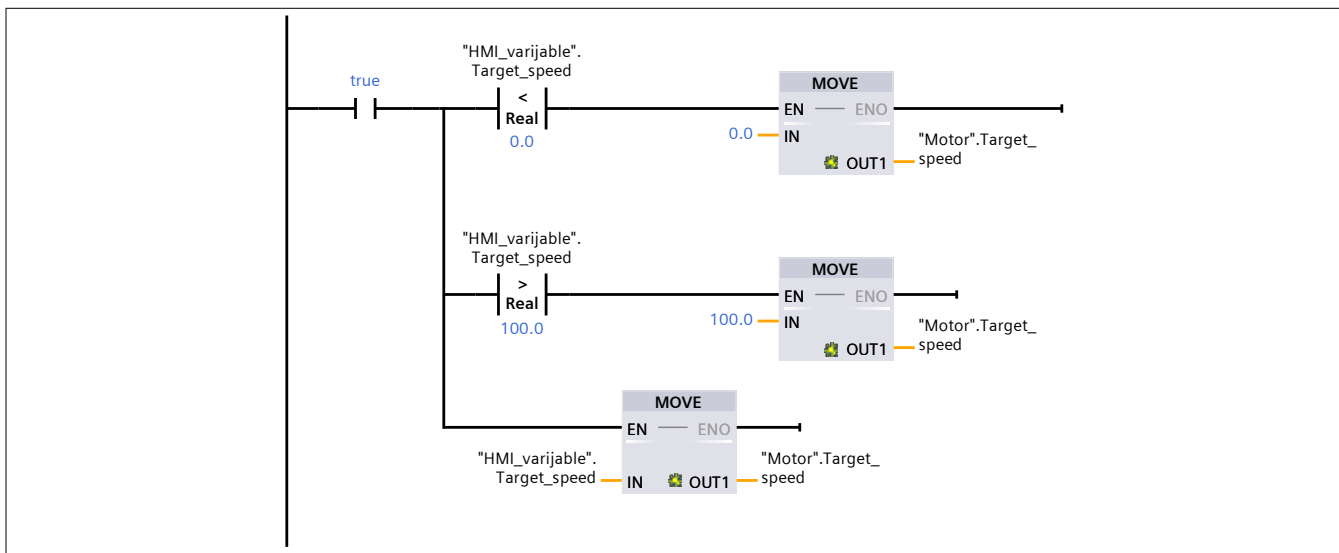 "HMI_varijable".
Target_speed
true
<
Real
0.0
MOVE
EN
ENO
0.0
IN
OUT1
"Motor".Target_
speed
"HMI_varijable".
Target_speed
>
Real
100.0
MOVE
EN
ENO
100.0
IN
OUT1
"Motor".Target_
speed
MOVE
EN
ENO
"HMI_varijable".
Target_speed
IN
OUT1
"Motor".Target_
speed